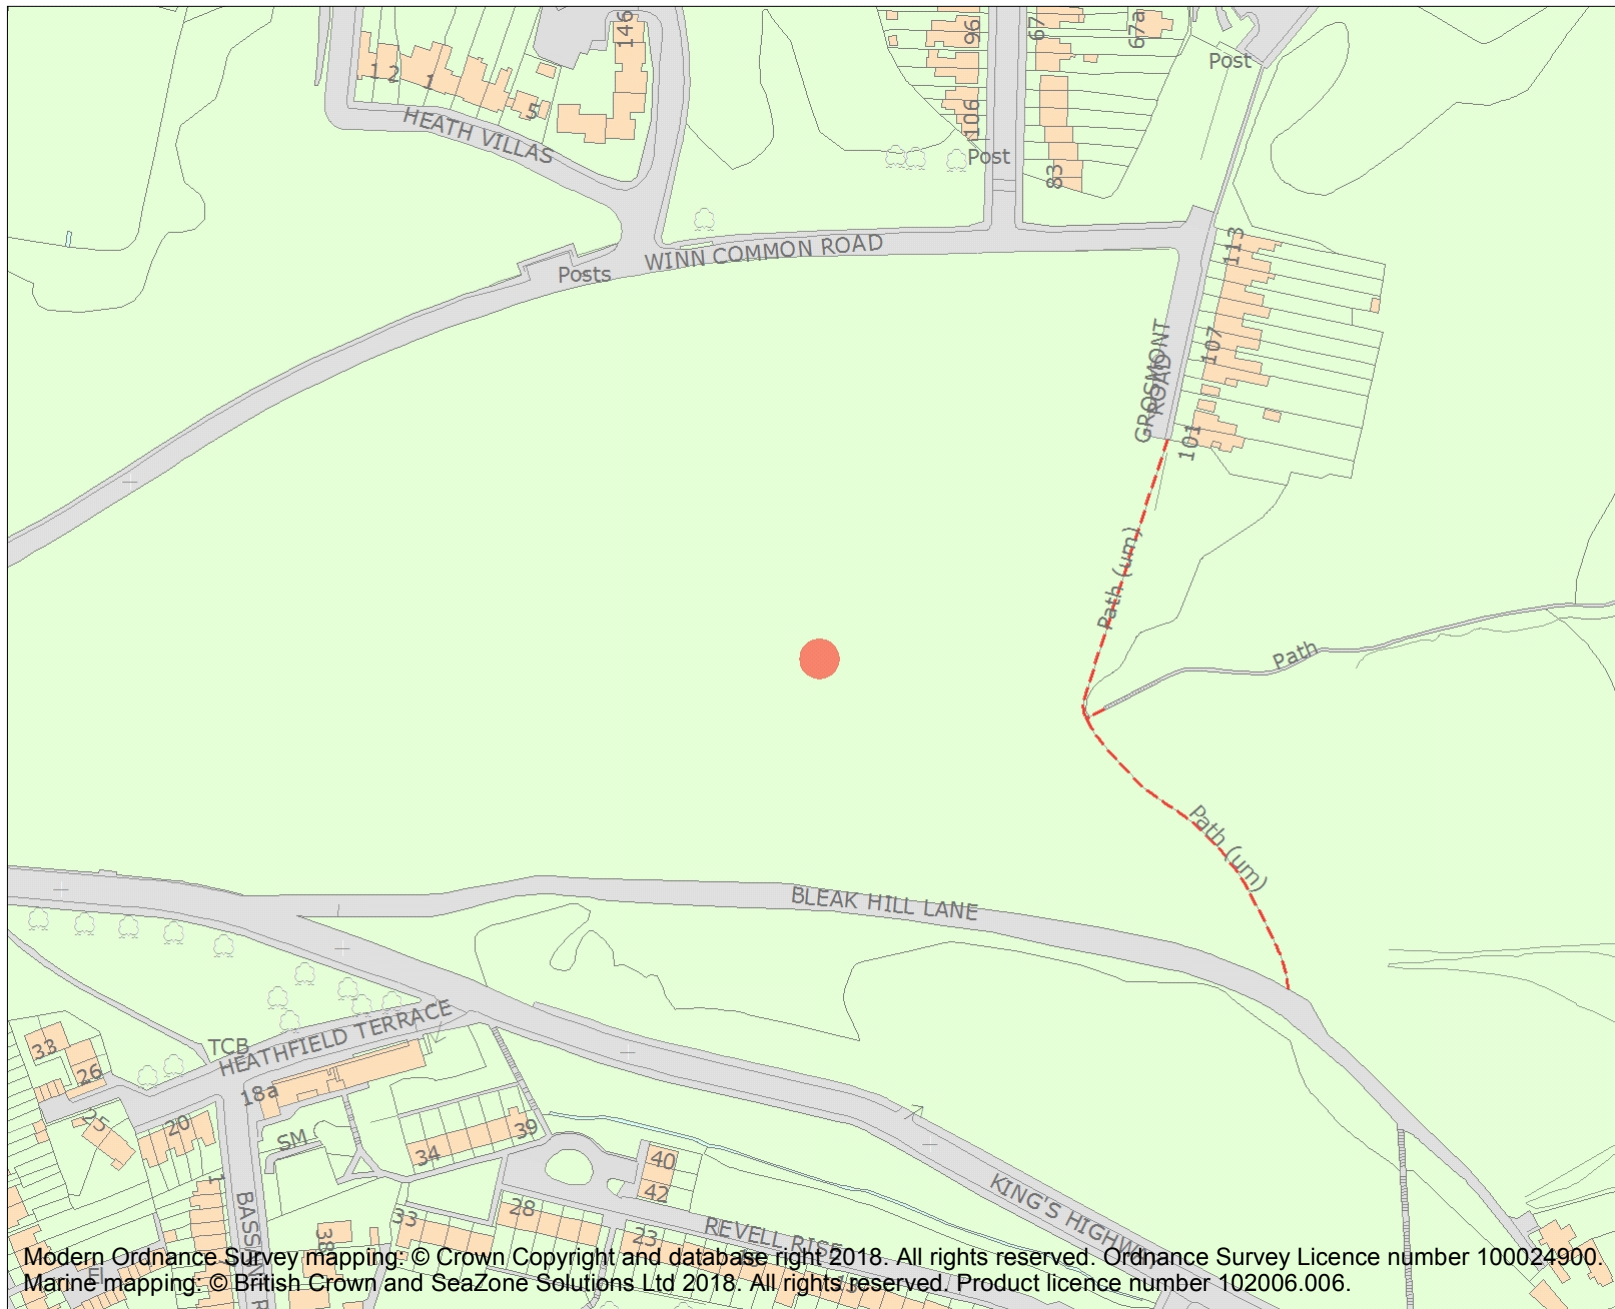 146
96
67
67a
Post
1 2
1
5
106
HEATH VILLAS
Post
83
113
WINN COMMON ROAD
Posts
107
GROSMONT
ROAD
101
Path (um)
Path
Path (um)
BLEAK HILL LANE
HEATHFIELD TERRACE
TCB
33
26
18a
25
20
SM
39
34
40
42
1
28
33
KING'S HIGHWA
REVELL RISE
23
38
El
Modern Ordnance Survey mapping: © Crown Copyright and database right 2018. All rights reserved. Ordnance Survey Licence number 100024900.
Marine mapping: © British Crown and SeaZone Solutions Ltd 2018. All rights reserved. Product licence number 102006.006.